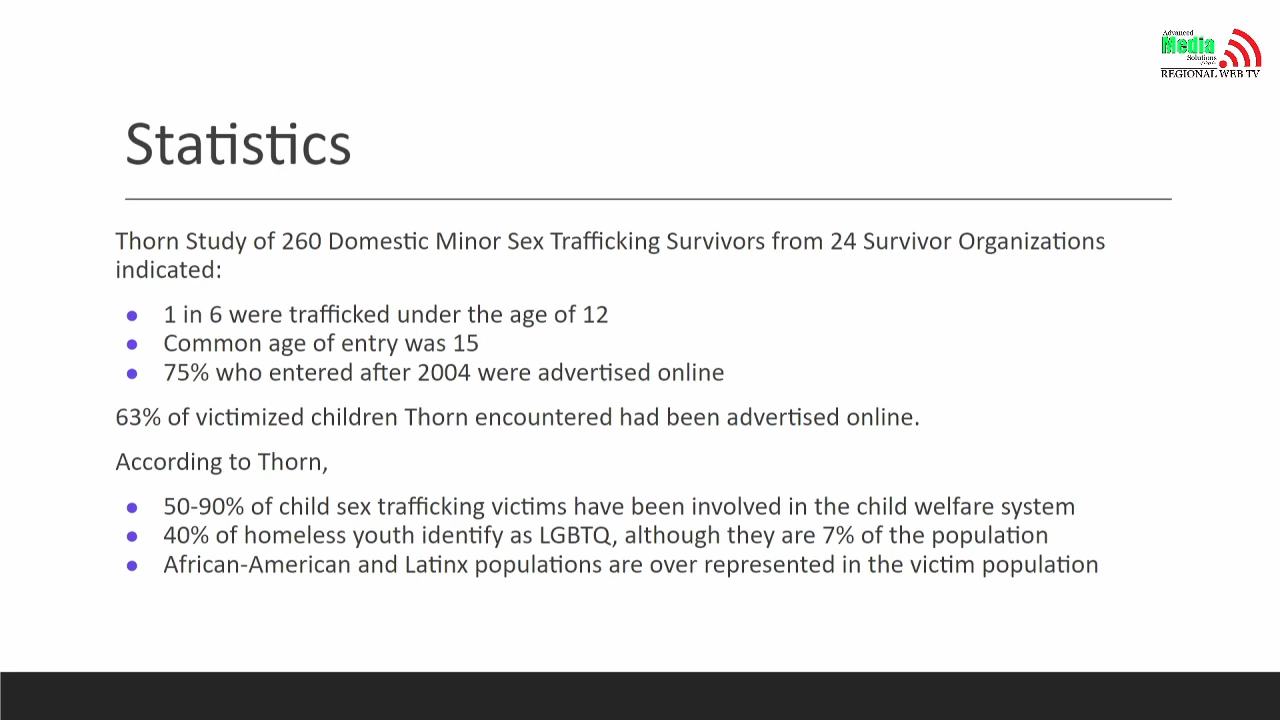 Advanced
Media
Solutions
REGIONAL WEB TV
Statistics
Thorn Study of 260 Domestic Minor Sex Trafficking Survivors from 24 Survivor Organizations
indicated:
● 1 in 6 were trafficked under the age of 12
● Common age of entry was 15
● 75% who entered after 2004 were advertised online
63% of victimized children Thorn encountered had been advertised online.
According to Thorn,
● 50-90% of child sex trafficking victims have been involved in the child welfare system
● 40% of homeless youth identify as LGBTQ, although they are 7% of the population
● African-American and Latinx populations are over represented in the victim population